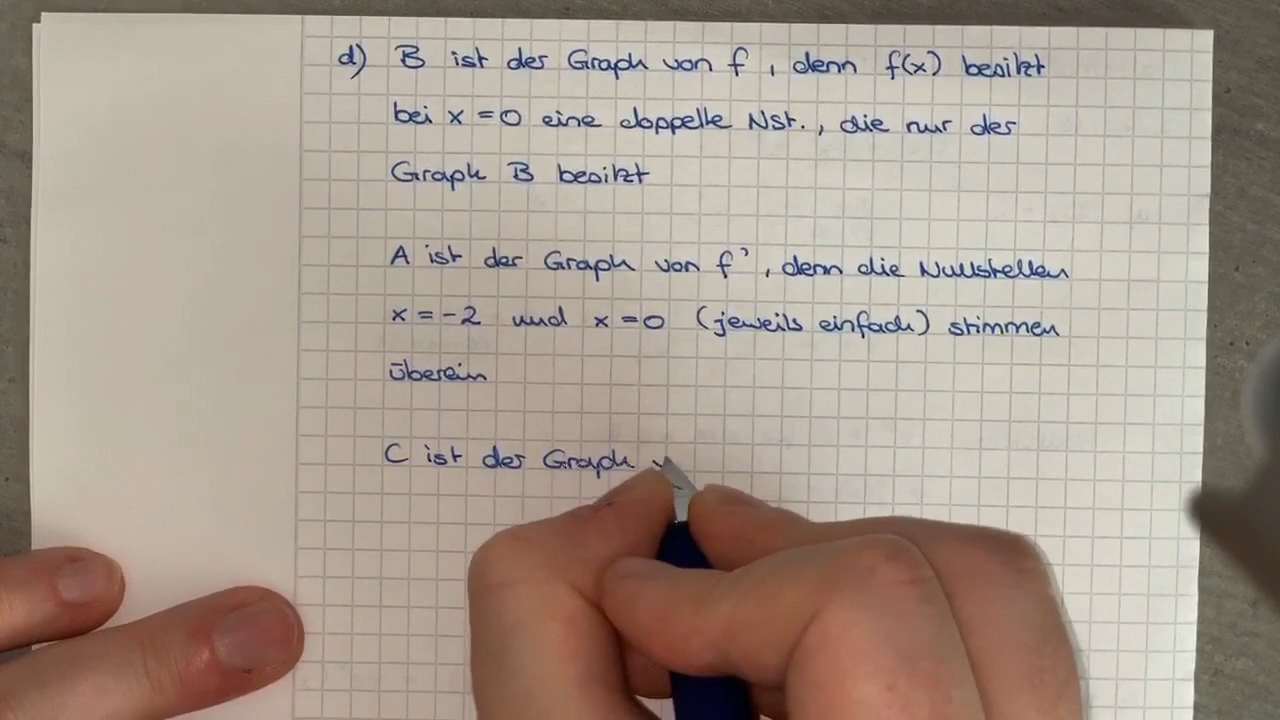 d) B ist der Graph von f, denn f(x) besitzt
bei x = 0 eine doppelte Nst., die nur der
Graph B besitzt
A ist der Graph von f', denn die Nullstellen
x = -2 und x = 0 (jeweils einfach) stimmen
überein
C ist der Graph